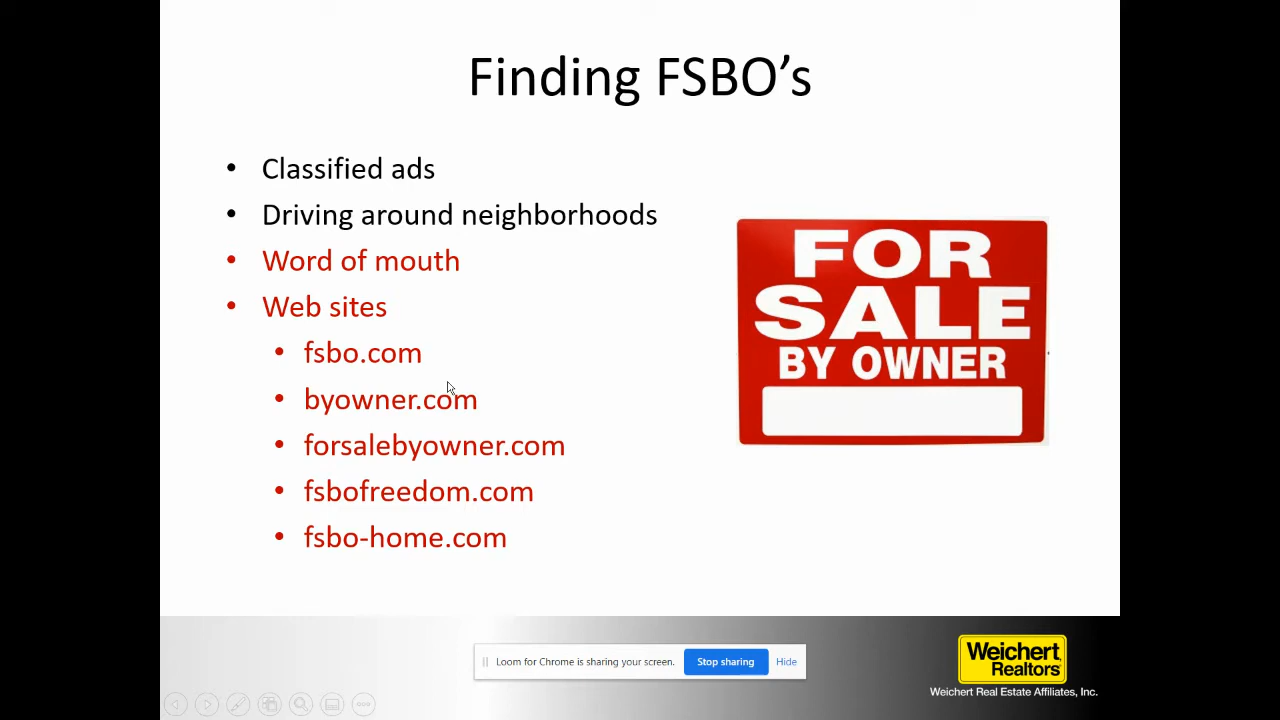 Finding FSBO’s
• Classified ads
• Driving around neighborhoods
• Word of mouth
• Web sites
• fsbo.com
• byowner.com
• forsalebyowner.com
• fsbofreedom.com
• fsbo-home.com
FOR
SALE
BY OWNER
Loom for Chrome is sharing your screen. Stop sharing Hide
Weichert
Realtors
Weichert Real Estate Affiliates, Inc.